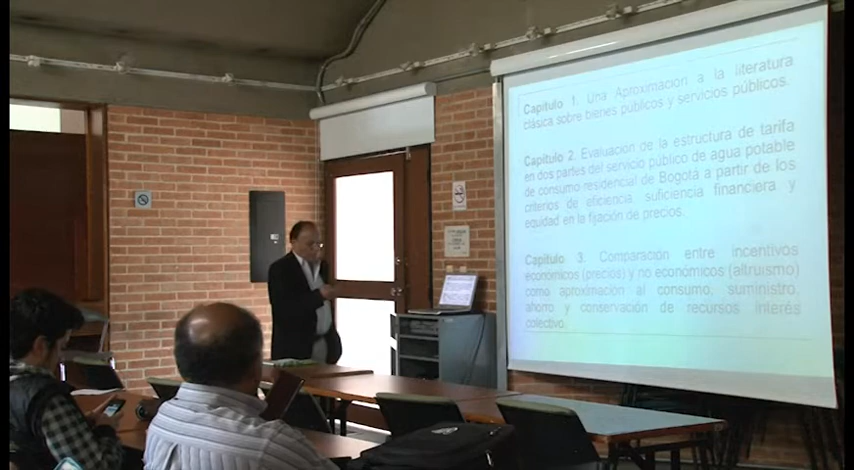 Capítulo 1. Una Aproximación a la literatura
clásica sobre bienes públicos y servicios públicos.
Capítulo 2. Evaluación de la estructura de tarifa
en dos partes del servicio público de agua potable
de consumo residencial de Bogotá a partir de los
criterios de eficiencia, suficiencia financiera y
equidad en la fijación de precios.
Capítulo 3. Comparación entre incentivos
económicos (precios) y no económicos (altruismo)
como aproximación al consumo, suministro,
ahorro y conservación de recursos interés
colectivo.